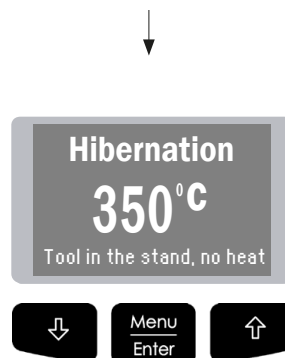 Hibernation
350°C
Tool in the stand, no heat
Menu
Enter